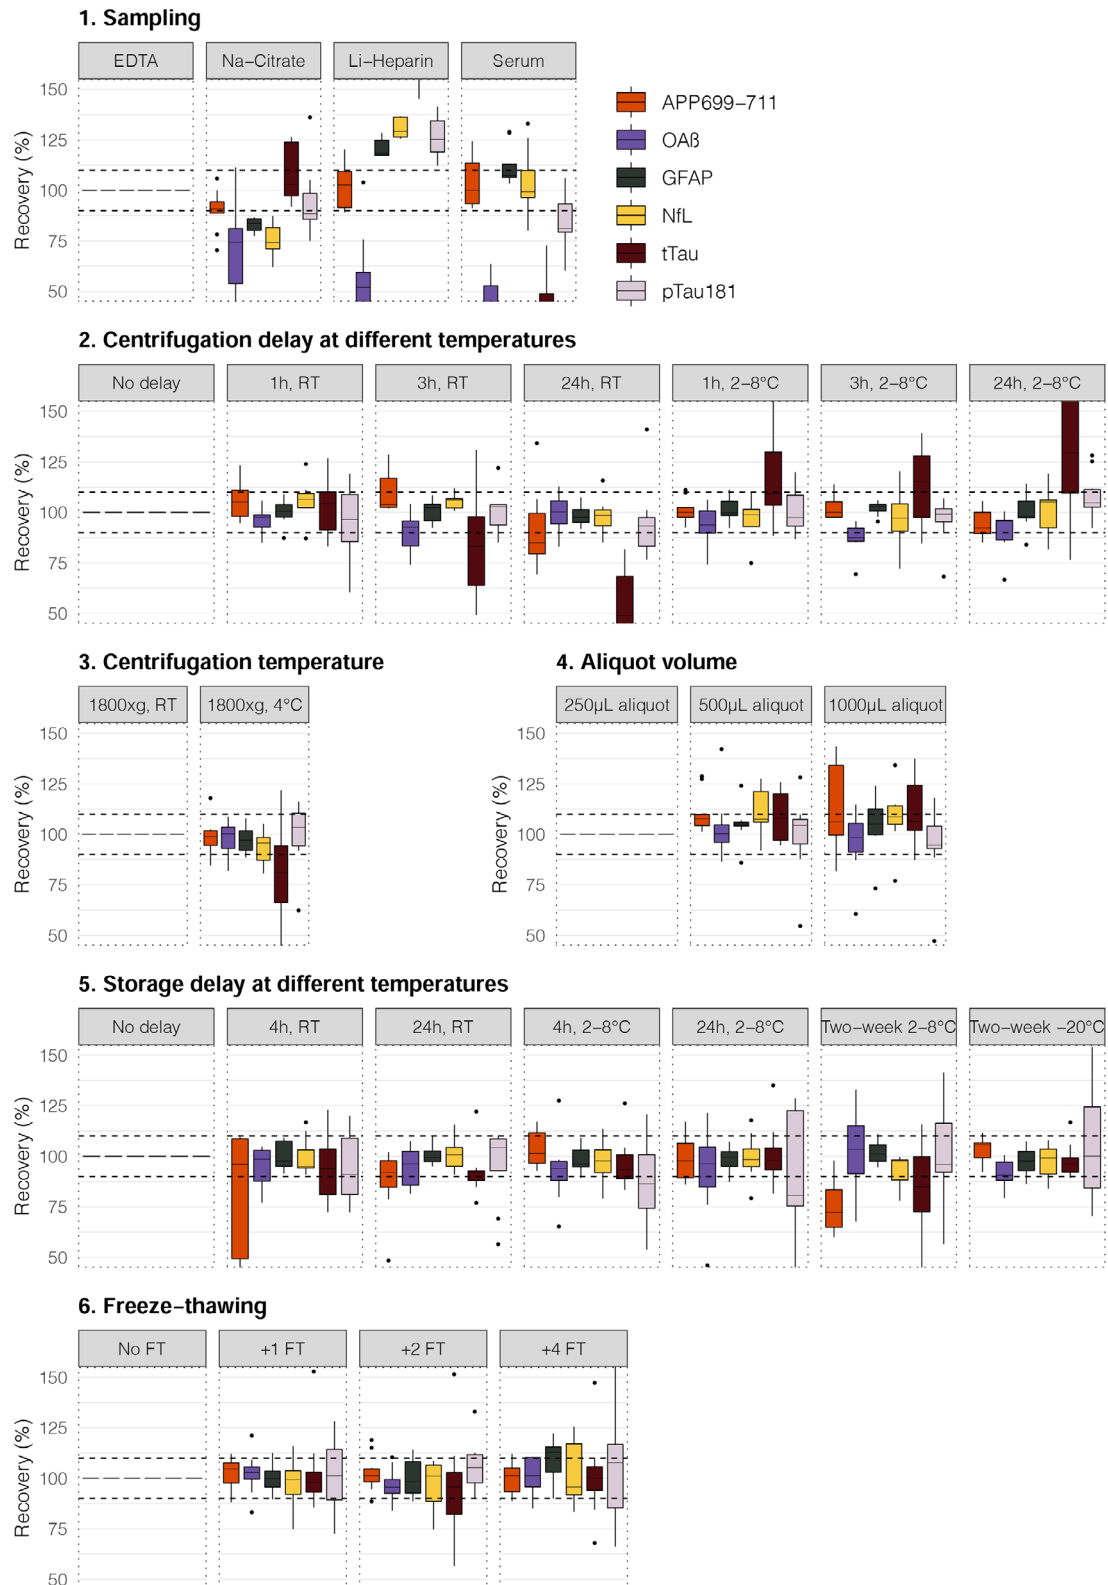 1. Sampling
EDTA Na-Citrate Li-Heparin Serum
150
125
100
75
50
Recovery (%)
APP699-711
OAß
GFAP
NfL
tTau
pTau181
2. Centrifugation delay at different temperatures
No delay 1h, RT 3h, RT 24h, RT 1h, 2-8°C 3h, 2-8°C 24h, 2-8°C
150
125
100
75
50
Recovery (%)
3. Centrifugation temperature
1800xg, RT 1800xg, 4°C
150
125
100
75
50
Recovery (%)
4. Aliquot volume
250µL aliquot 500µL aliquot 1000µL aliquot
150
125
100
75
50
Recovery (%)
5. Storage delay at different temperatures
No delay 4h, RT 24h, RT 4h, 2-8°C 24h, 2-8°C Two-week 2-8°C Two-week -20°C
150
125
100
75
50
Recovery (%)
6. Freeze-thawing
No FT +1 FT +2 FT +4 FT
150
125
100
75
50
Recovery (%)